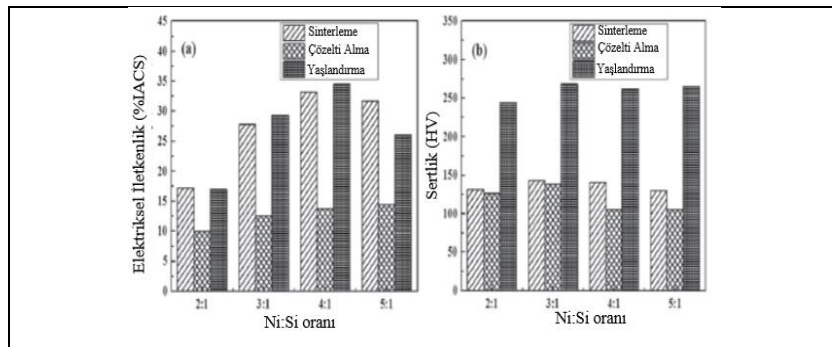 (a)
Sinterleme
Çözelti Alma
Yaşlandırma
Elektriksel İletkenlik (%IACS)
45
40
35
30
25
20
15
10
5
0
2:1 3:1 4:1 5:1
Ni:Si oranı
(b)
Sinterleme
Çözelti Alma
Yaşlandırma
Sertlik (HV)
350
300
250
200
150
100
50
0
2:1 3:1 4:1 5:1
Ni:Si oranı